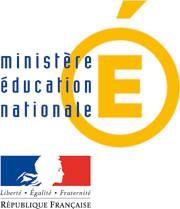 ministère
éducation
nationale
É
Liberté • Égalité • Fraternité
RÉPUBLIQUE FRANÇAISE